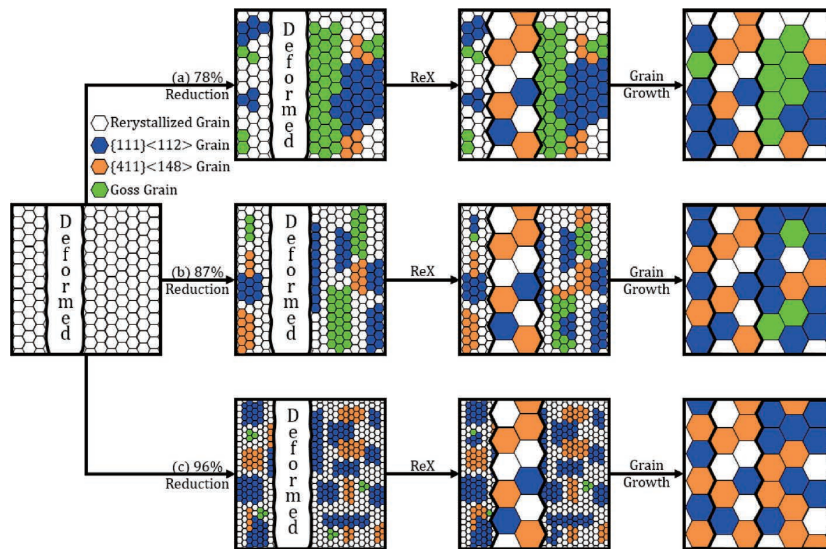 Deformed
(a) 78%
Reduction
ReX
Grain
Growth
Rerystallized Grain
{111}<112> Grain
{411}<148> Grain
Goss Grain
Deformed
Deformed
(b) 87%
Reduction
ReX
Grain
Growth
Deformed
(c) 96%
Reduction
ReX
Grain
Growth